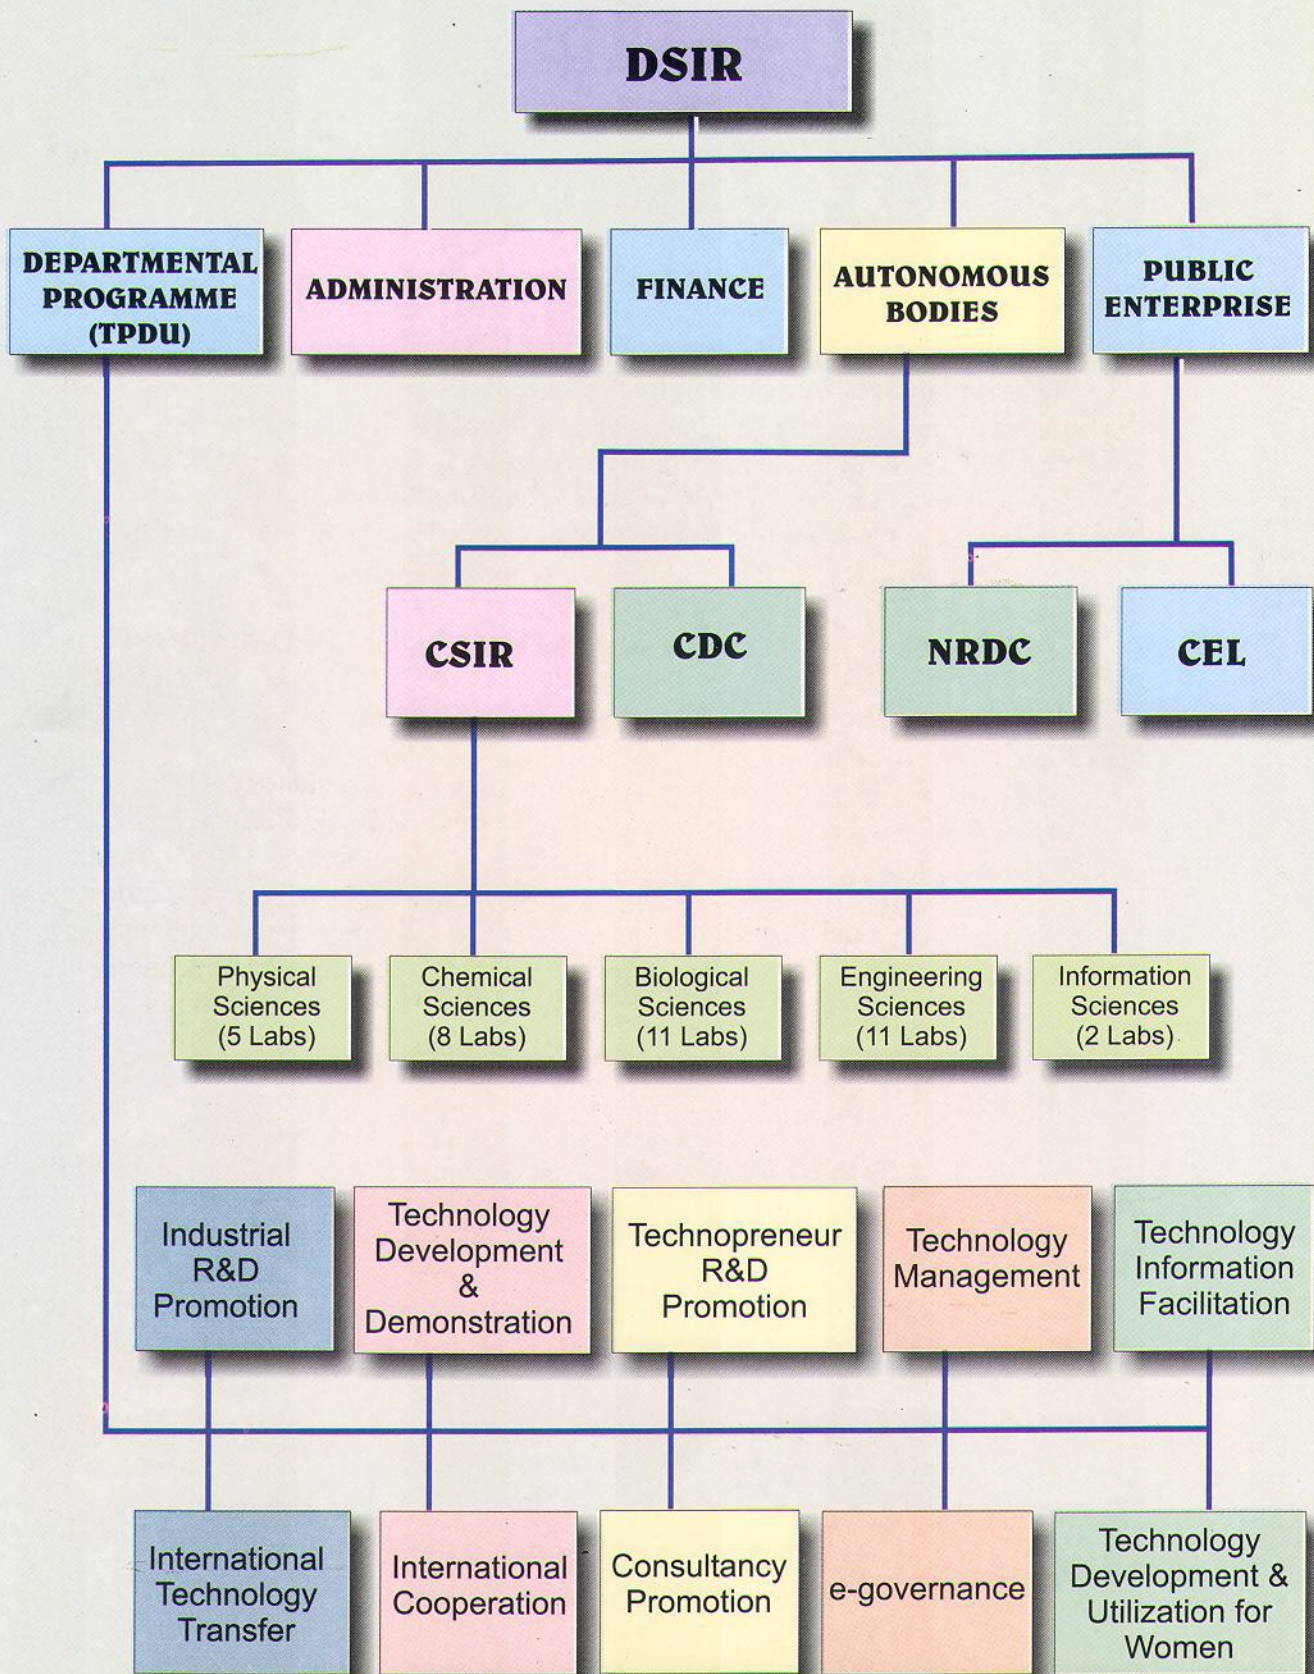 DSIR
DEPARTMENTAL
PROGRAMME
(TPDU)
ADMINISTRATION
FINANCE
AUTONOMOUS
BODIES
PUBLIC
ENTERPRISE
CSIR
CDC
NRDC
CEL
Physical
Sciences
(5 Labs)
Chemical
Sciences
(8 Labs)
Biological
Sciences
(11 Labs)
Engineering
Sciences
(11 Labs)
Information
Sciences
(2 Labs)
Industrial
R&D
Promotion
Technology
Development
&
Demonstration
Technopreneur
R&D
Promotion
Technology
Management
Technology
Information
Facilitation
International
Technology
Transfer
International
Cooperation
Consultancy
Promotion
e-governance
Technology
Development &
Utilization for
Women